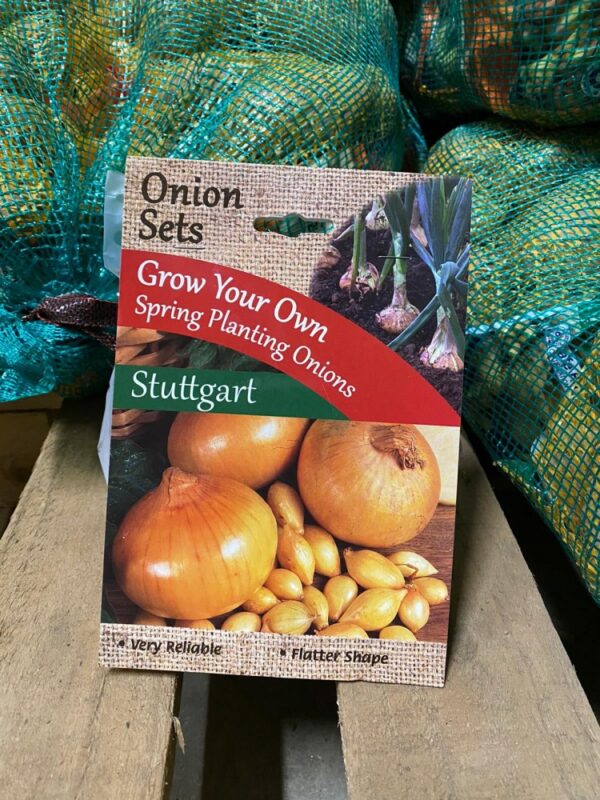 Onion
Sets
Grow Your Own
Spring Planting Onions
Stuttgart
• Very Reliable
• Flatter Shape